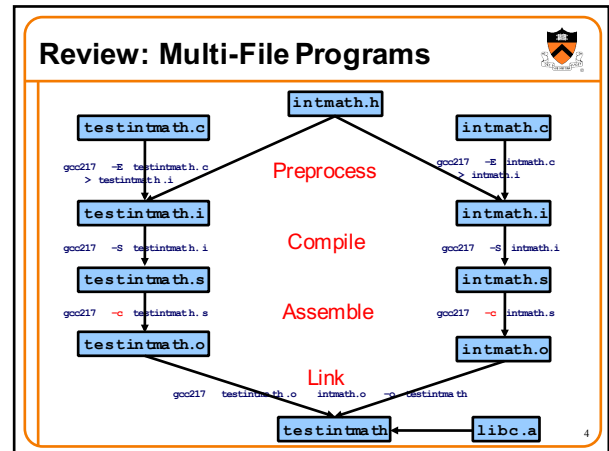 Review: Multi-File Programs
intmath.h
testintmath.c
intmath.c
gcc217 -E testintmath.c
> testintmath.i
Preprocess
gcc217 -E intmath.c
> intmath.i
testintmath.i
intmath.i
gcc217 -S testintmath.i
Compile
gcc217 -S intmath.i
testintmath.s
intmath.s
gcc217 -c testintmath.s
Assemble
gcc217 -c intmath.s
testintmath.o
intmath.o
Link
gcc217 testintmath.o intmath.o -o testintmath
testintmath
libc.a
4